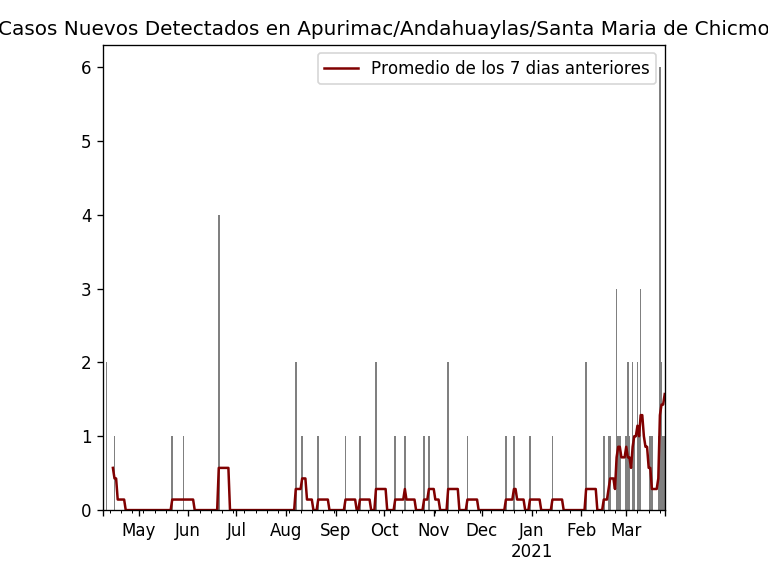 Casos Nuevos Detectados en Apurimac/Andahuaylas/Santa Maria de Chicmo
Promedio de los 7 dias anteriores
6
5
4
3
2
1
0
May Jun Jul Aug Sep Oct Nov Dec Jan Feb Mar
2021